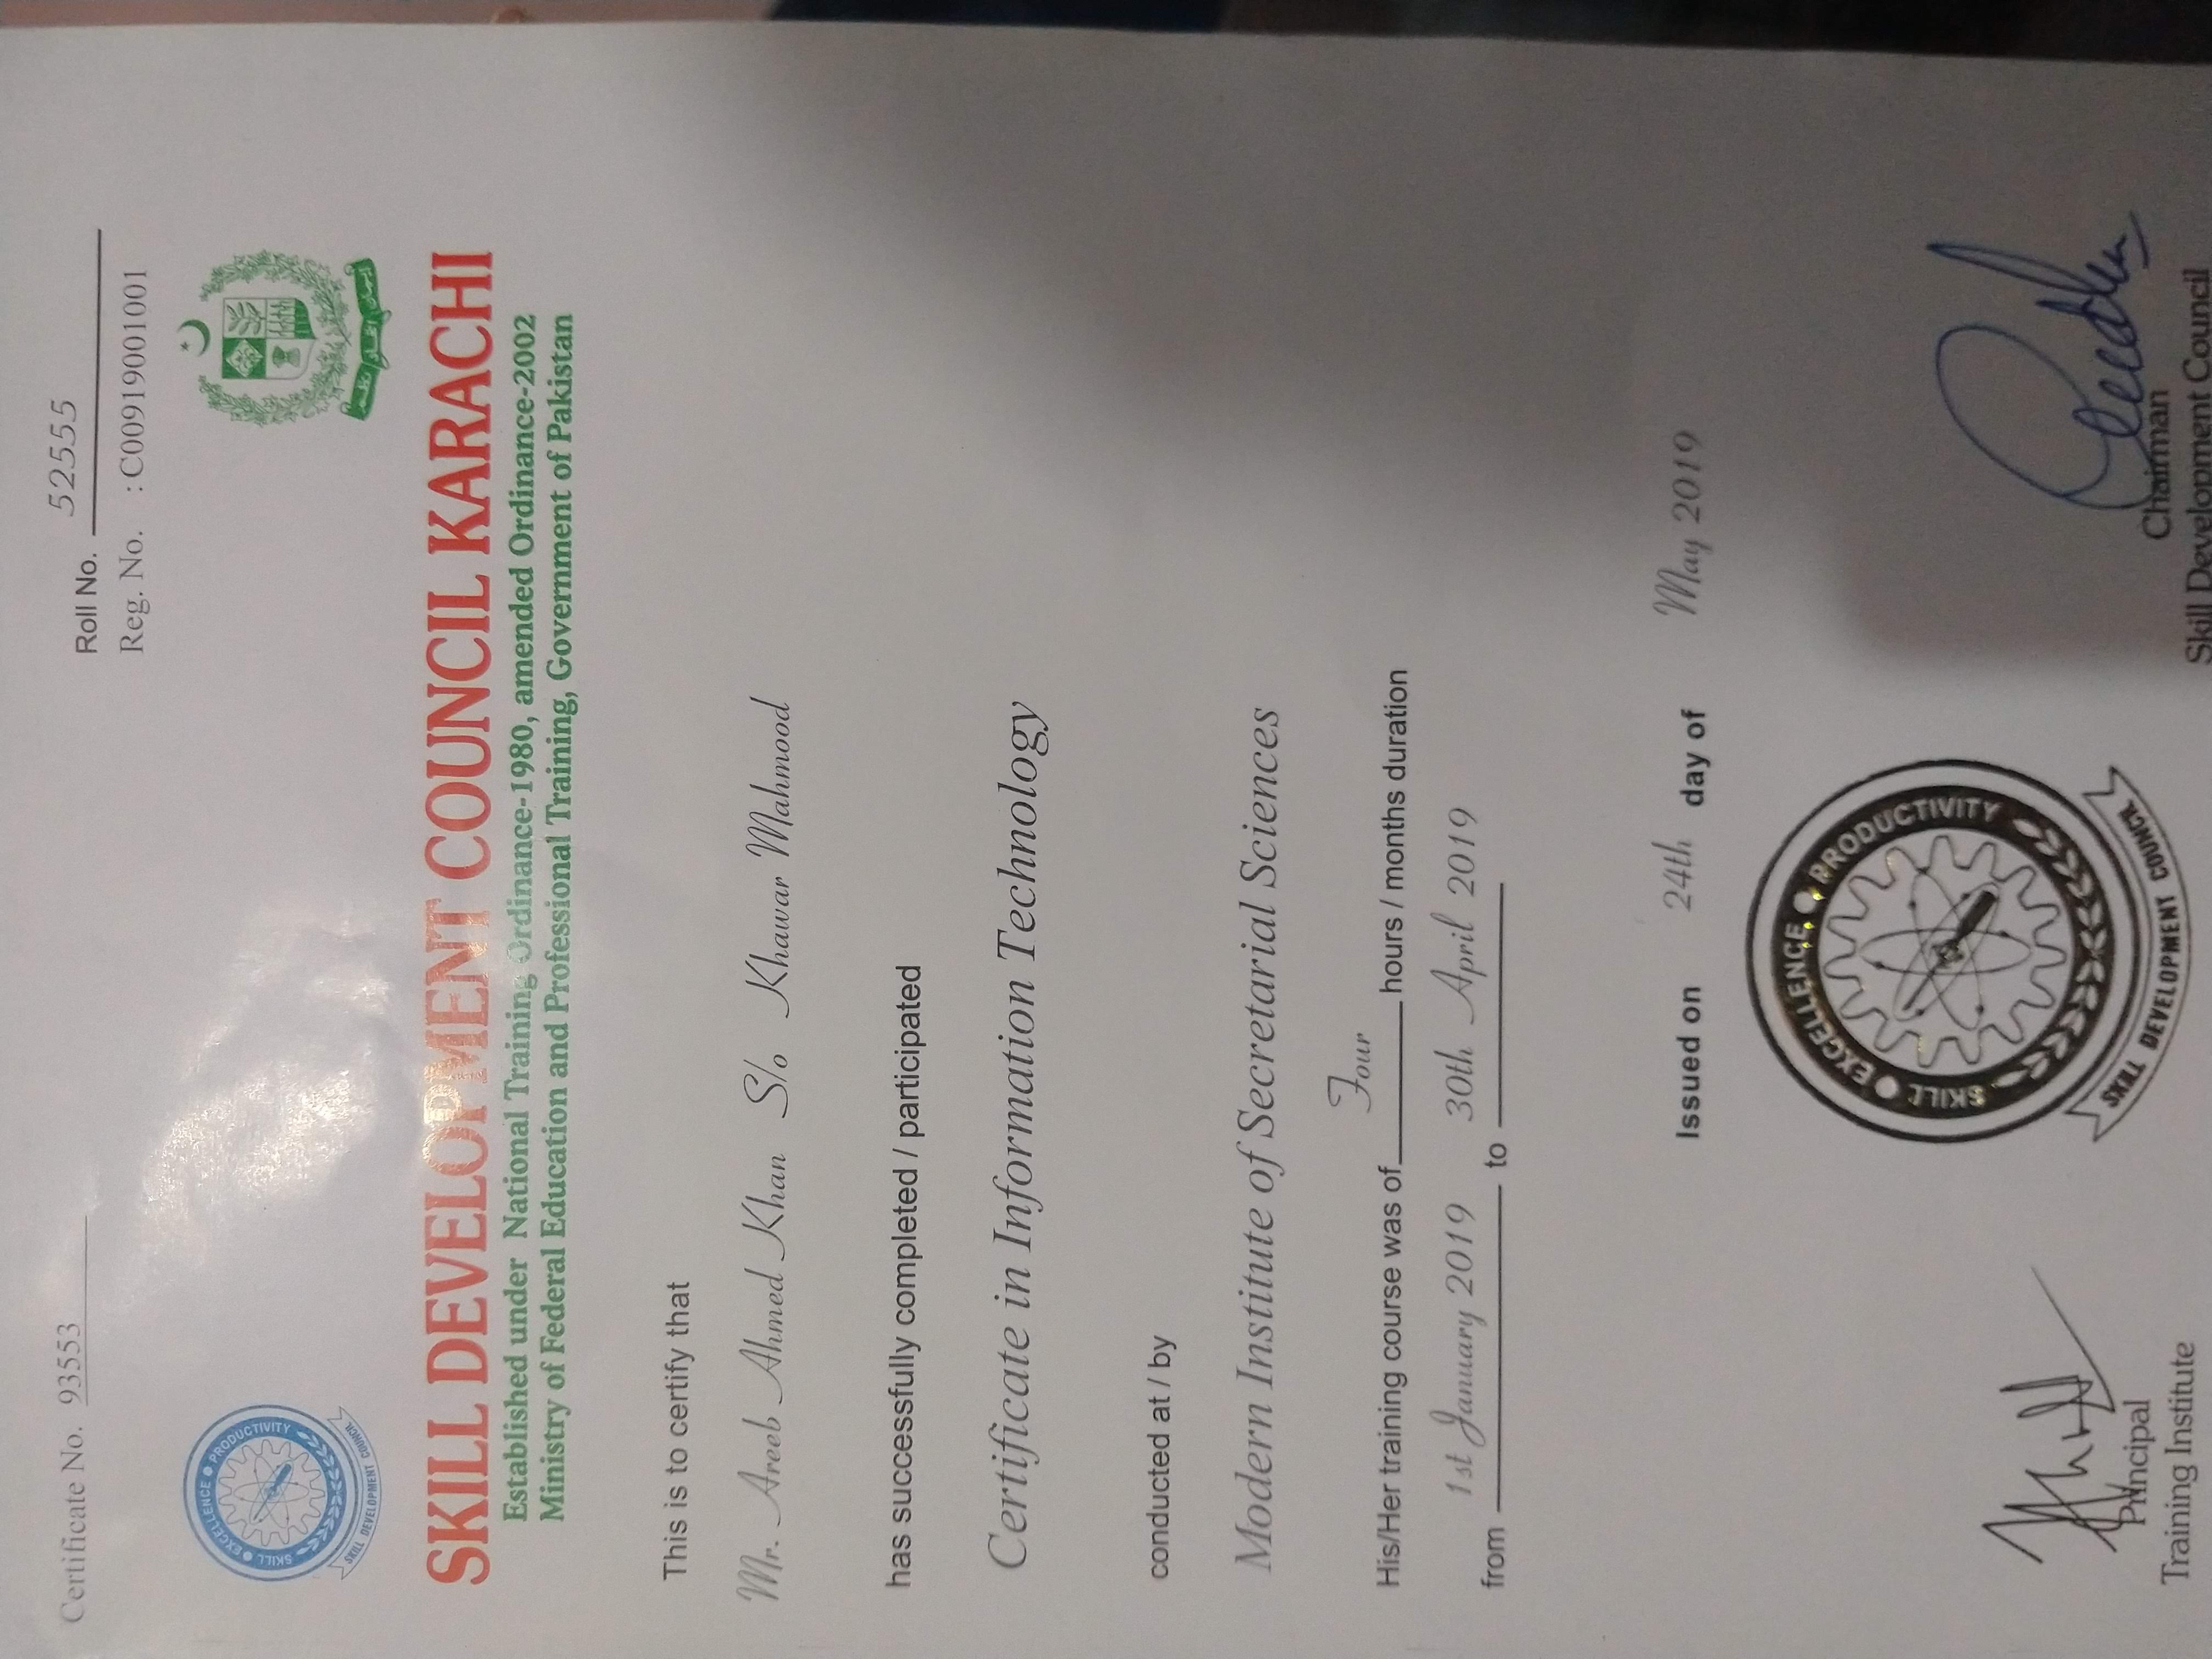 Certificate No. 93553
Roll No. 52555
Reg. No. : C00919001001
SKILL ● EXCELLENCE ● PRODUCTIVITY
SKILL DEVELOPMENT COUNCIL
ایمان اتحاد نظم
SKILL DEVELOPMENT COUNCIL KARACHI
Established under National Training Ordinance-1980, amended Ordinance-2002
Ministry of Federal Education and Professional Training, Government of Pakistan
This is to certify that
Mr. Areeb Ahmed Khan S/o Khawar Mahmood
has successfully completed / participated
Certificate in Information Technology
conducted at / by
Modern Institute of Secretarial Sciences
His/Her training course was of Four hours / months duration
from 1st January 2019 to 30th April 2019
Issued on 24th day of May 2019
SKILL ● EXCELLENCE ● PRODUCTIVITY
SKILL DEVELOPMENT COUNCIL
Principal
Training Institute
Chairman
Skill Development Council